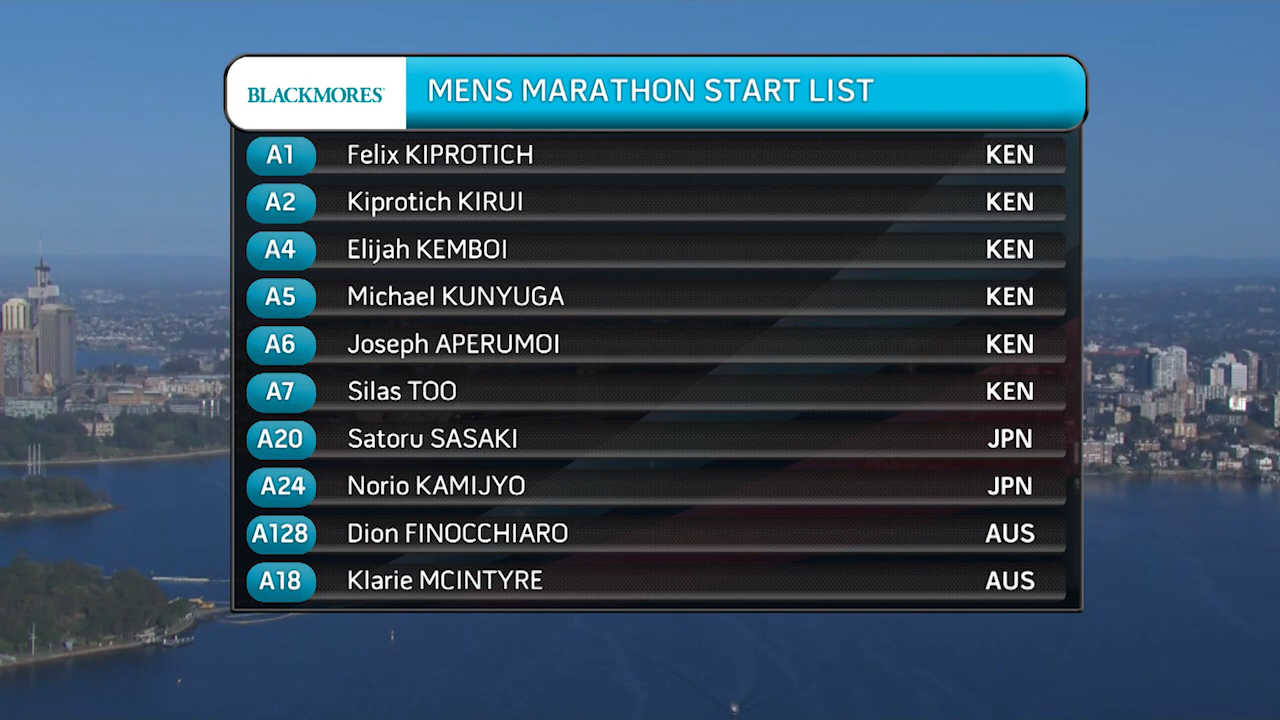 BLACKMORES MENS MARATHON START LIST
A1 Felix KIPROTICH KEN
A2 Kiprotich KIRUI KEN
A4 Elijah KEMBOI KEN
A5 Michael KUNYUGA KEN
A6 Joseph APERUMOI KEN
A7 Silas TOO KEN
A20 Satoru SASAKI JPN
A24 Norio KAMIJYO JPN
A128 Dion FINOCCHIARO AUS
A18 Klarie MCINTYRE AUS